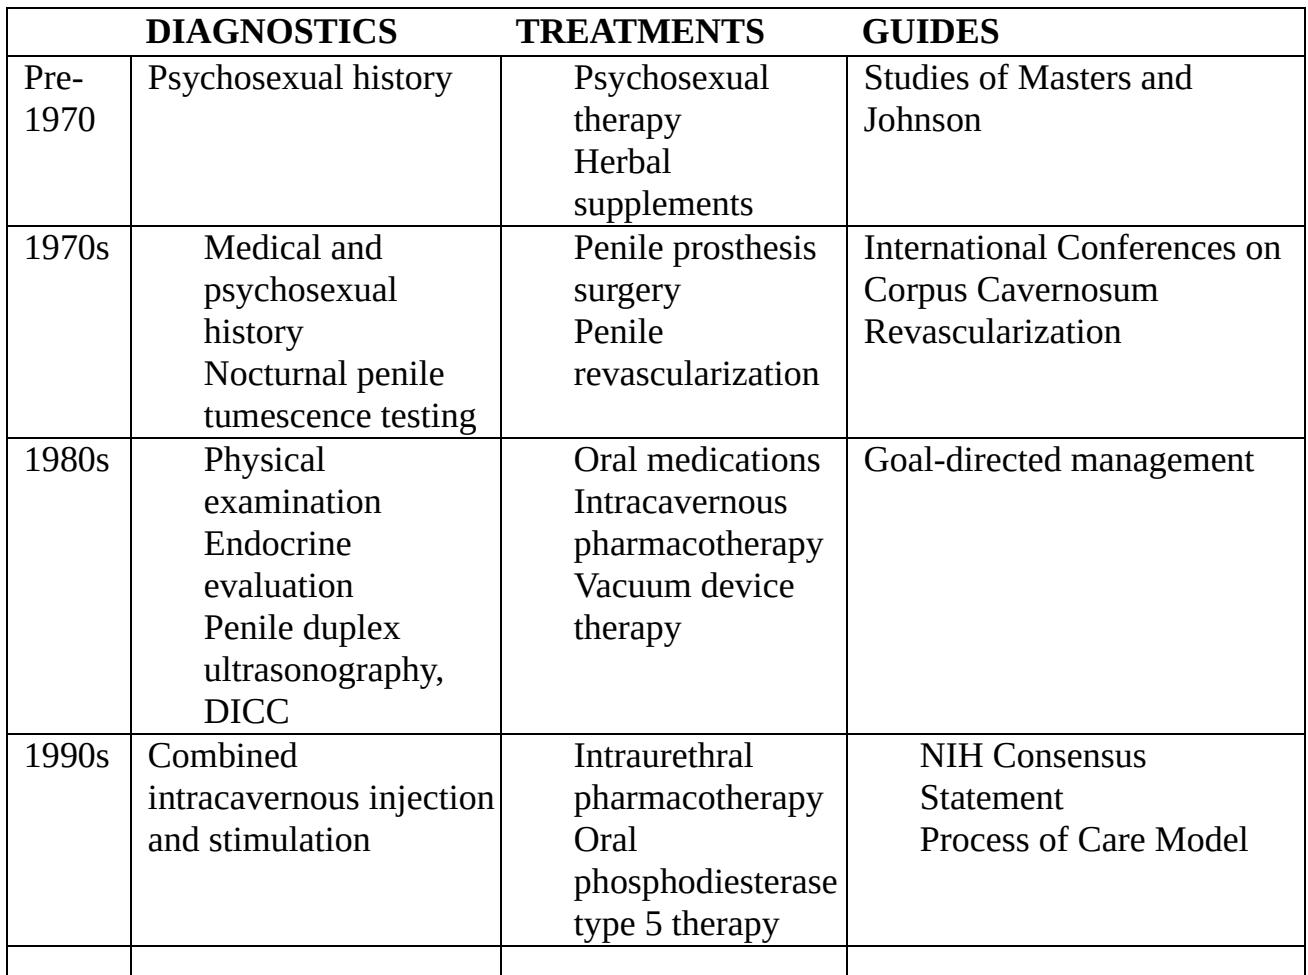 DIAGNOSTICS TREATMENTS GUIDES
Pre-
1970
Psychosexual history
Psychosexual
therapy
Herbal
supplements
Studies of Masters and
Johnson
1970s
Medical and
psychosexual
history
Nocturnal penile
tumescence testing
Penile prosthesis
surgery
Penile
revascularization
International Conferences on
Corpus Cavernosum
Revascularization
1980s
Physical
examination
Endocrine
evaluation
Penile duplex
ultrasonography,
DICC
Oral medications
Intracavernous
pharmacotherapy
Vacuum device
therapy
Goal-directed management
1990s
Combined
intracavernous injection
and stimulation
Intraurethral
pharmacotherapy
Oral
phosphodiesterase
type 5 therapy
NIH Consensus
Statement
Process of Care Model